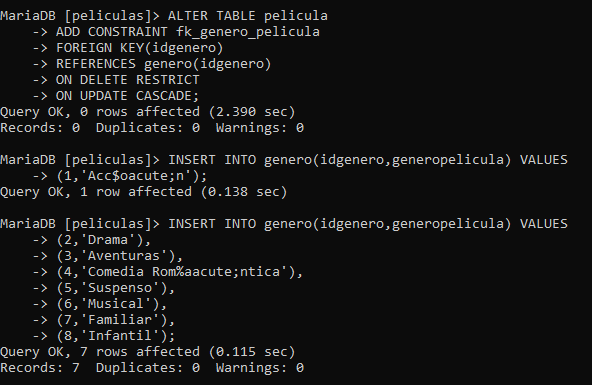 MariaDB [peliculas]> ALTER TABLE pelicula
    -> ADD CONSTRAINT fk_genero_pelicula
    -> FOREIGN KEY(idgenero)
    -> REFERENCES genero(idgenero)
    -> ON DELETE RESTRICT
    -> ON UPDATE CASCADE;
Query OK, 0 rows affected (2.390 sec)
Records: 0  Duplicates: 0  Warnings: 0

MariaDB [peliculas]> INSERT INTO genero(idgenero,generopelicula) VALUES
    -> (1,'Acc$oacute;n');
Query OK, 1 row affected (0.138 sec)

MariaDB [peliculas]> INSERT INTO genero(idgenero,generopelicula) VALUES
    -> (2,'Drama'),
    -> (3,'Aventuras'),
    -> (4,'Comedia Rom%aacute;ntica'),
    -> (5,'Suspenso'),
    -> (6,'Musical'),
    -> (7,'Familiar'),
    -> (8,'Infantil');
Query OK, 7 rows affected (0.115 sec)
Records: 7  Duplicates: 0  Warnings: 0